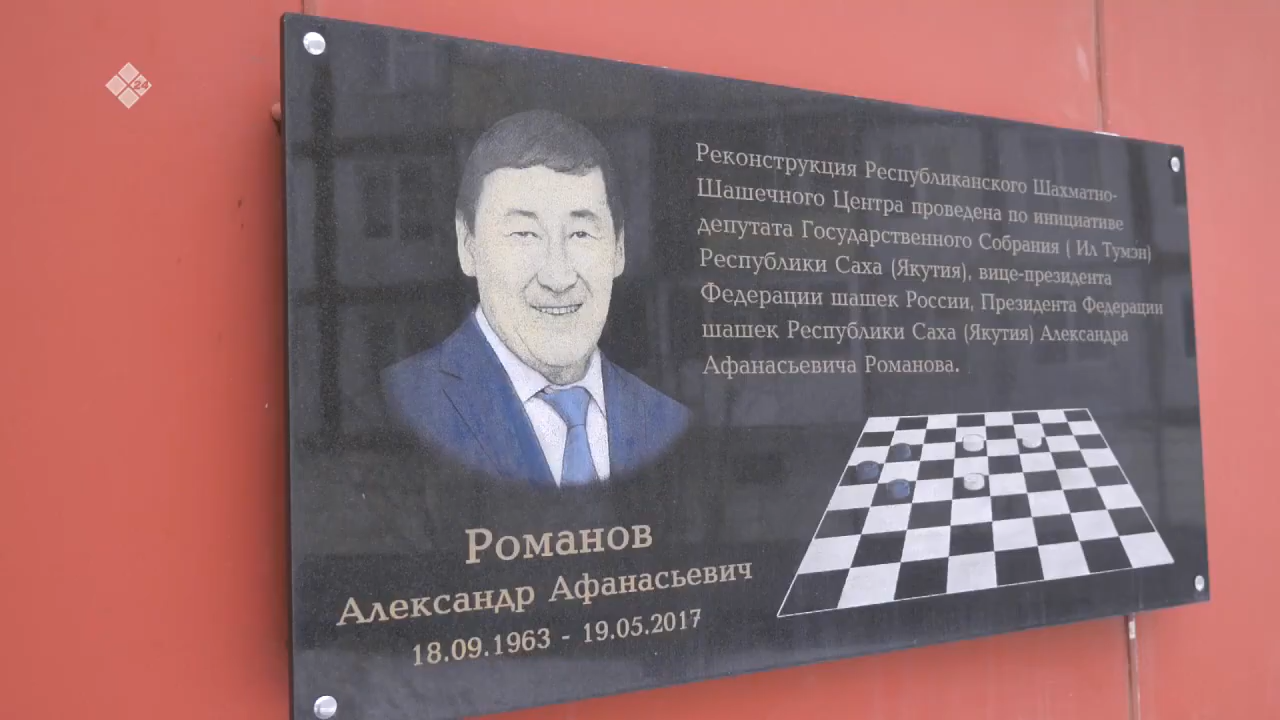 24
Реконструкция Республиканского Шахматно-
Шашечного Центра проведена по инициативе
депутата Государственного Собрания ( Ил Тумэн)
Республики Саха (Якутия), вице-президента
Федерации шашек России, Президента Федерации
шашек Республики Саха (Якутия) Александра
Афанасьевича Романова.
Романов
Александр Афанасьевич
18.09.1963 - 19.05.2017